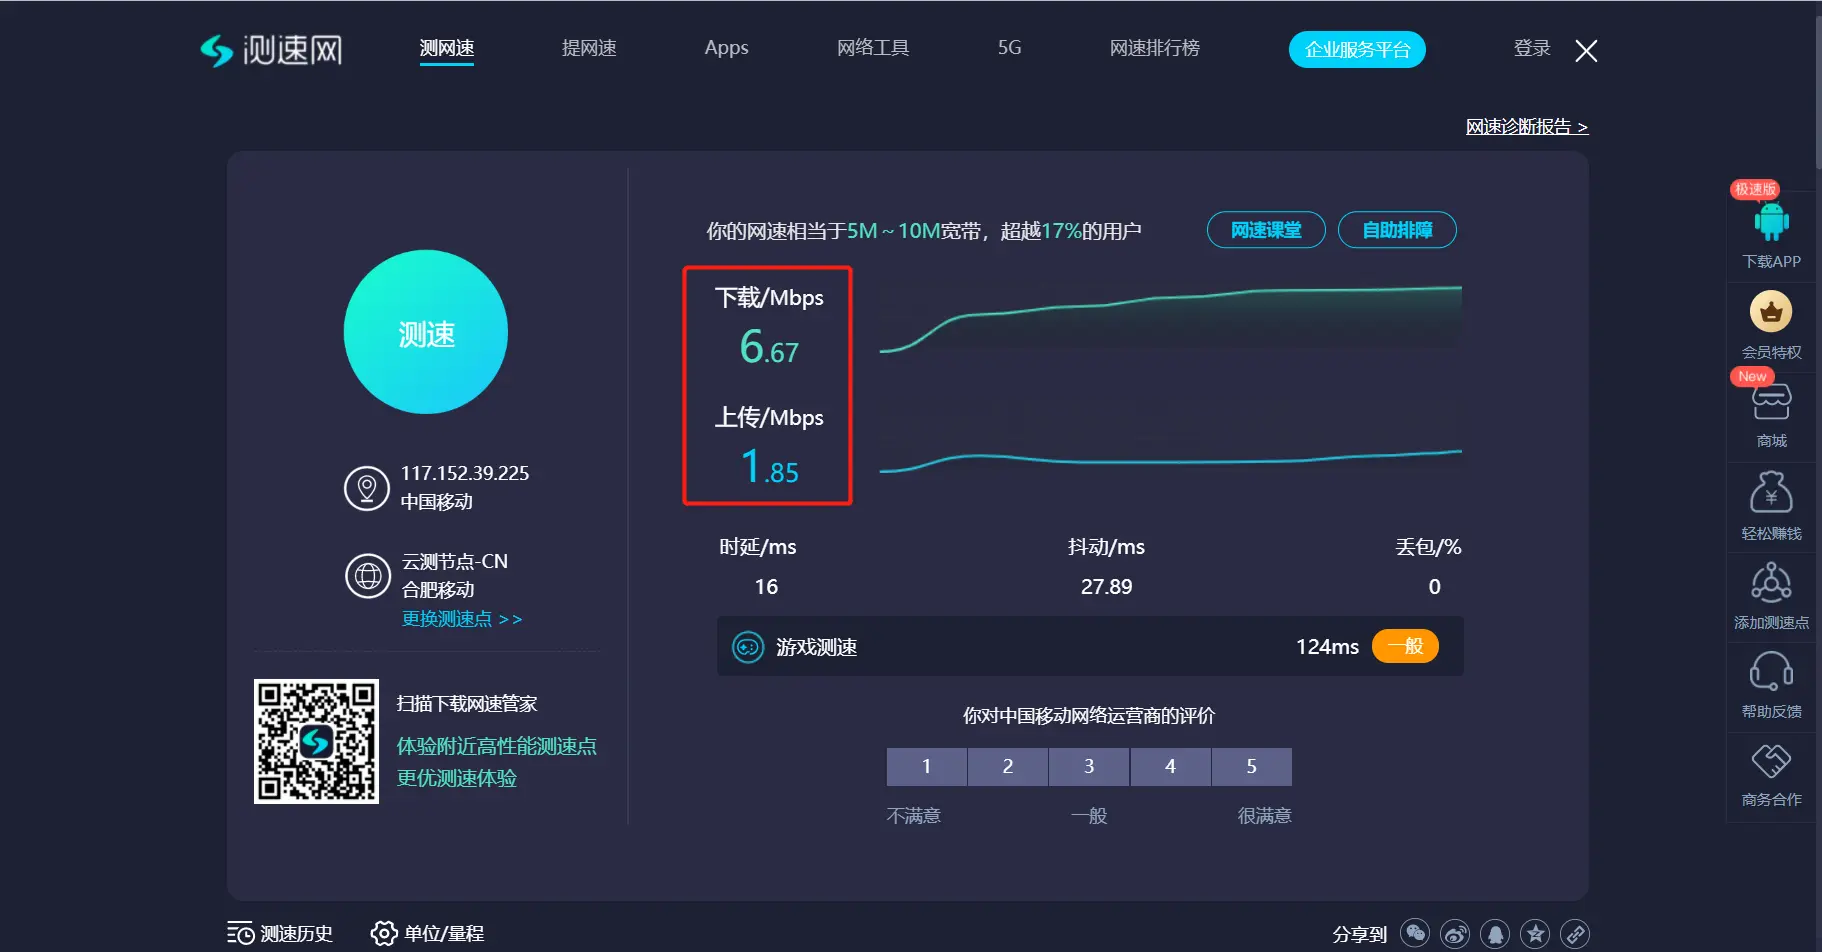 测速网
测网速
提网速
Apps
网络工具
5G
网速排行榜
企业服务平台
登录
网速诊断报告 >
测速
117.152.39.225
中国移动
云测节点-CN
合肥移动
更换测速点 >>
扫描下载网速管家
体验附近高性能测速点
更优测速体验
你的网速相当于5M～10M宽带，超越17%的用户
网速课堂
自助排障
下载/Mbps
6.67
上传/Mbps
1.85
时延/ms
抖动/ms
丢包/%
16
27.89
0
游戏测速
124ms
一般
你对中国移动网络运营商的评价
1
2
3
4
5
不满意
一般
很满意
极速版
下载APP
会员特权
New
商城
轻松赚钱
添加测速点
帮助反馈
商务合作
测速历史
单位/量程
分享到